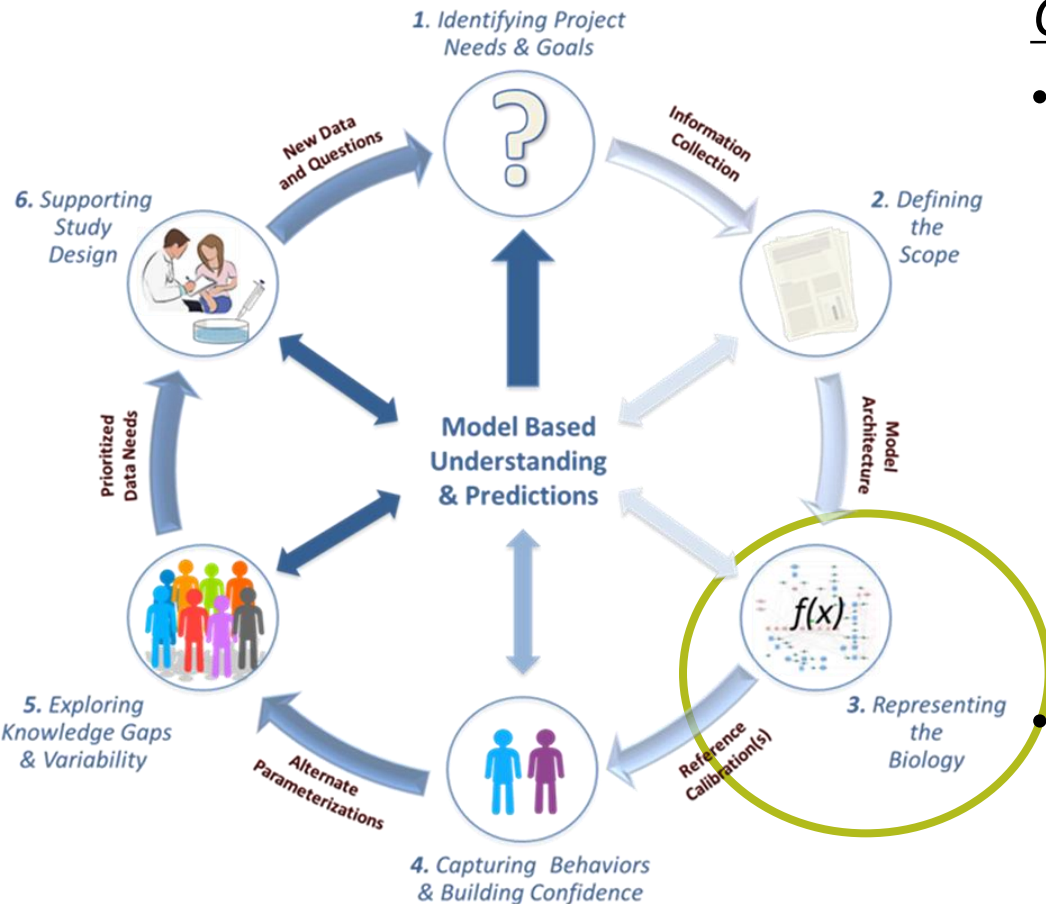 1. Identifying Project
Needs & Goals
Information
Collection
2. Defining
the
Scope
Model
Architecture
f(x)
3. Representing
the
Biology
Reference
Calibration(s)
4. Capturing Behaviors
& Building Confidence
Alternate
Parameterizations
5. Exploring
Knowledge Gaps
& Variability
Prioritized
Data Needs
6. Supporting
Study
Design
New Data
and Questions
?
Model Based
Understanding
& Predictions